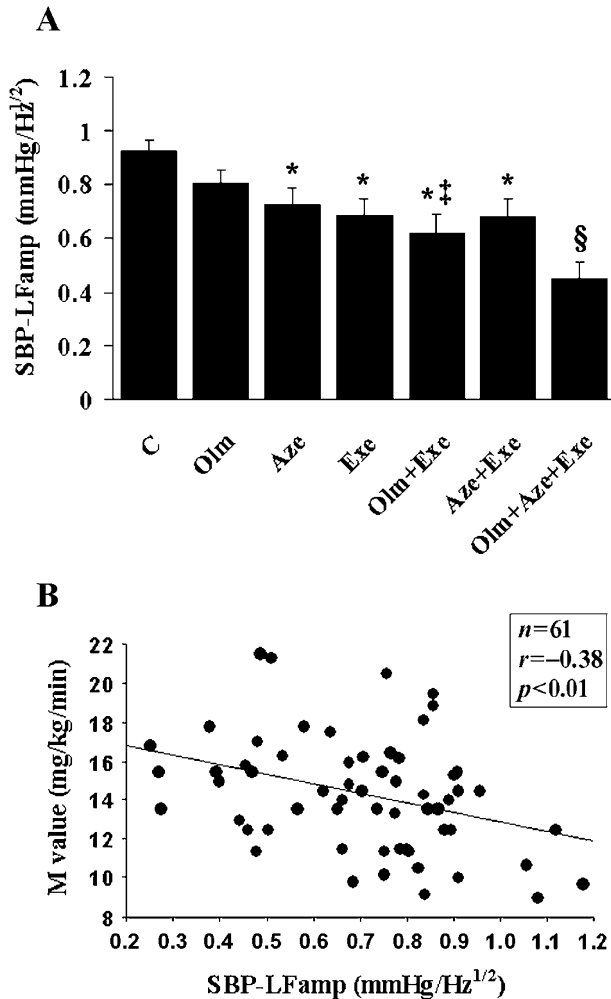 A
SBP-LFamp (mmHg/Hz1/2)
1.2
1
0.8
0.6
0.4
0.2
0
*
*
*‡
*
§
C
Olm
Aze
Exe
Olm+Exe
Aze+Exe
Olm+Aze+Exe
B
n=61
r=−0.38
p<0.01
M value (mg/kg/min)
22
20
18
16
14
12
10
8
0.2 0.3 0.4 0.5 0.6 0.7 0.8 0.9 1.0 1.1 1.2
SBP-LFamp (mmHg/Hz1/2)